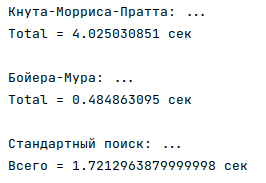 Кнута-Морриса-Пратта: ...
Total = 4.025030851 сек
Бойера-Мура: ...
Total = 0.484863095 сек
Стандартный поиск: ...
Всего = 1.7212963879999998 сек